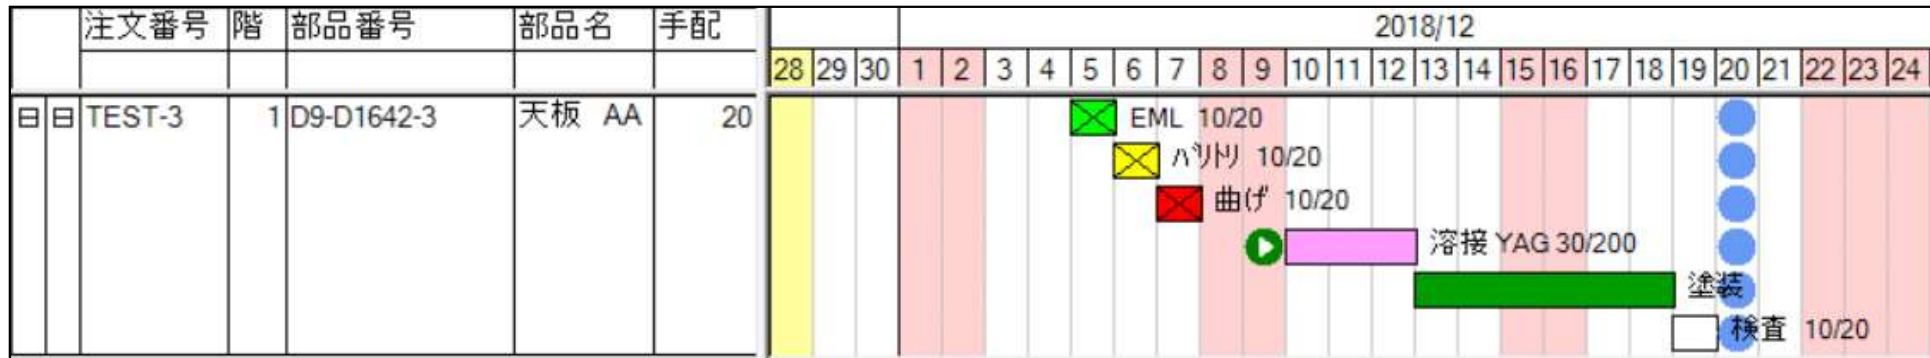 注文番号 階 部品番号 部品名 手配 2018/12
28 29 30 1 2 3 4 5 6 7 8 9 10 11 12 13 14 15 16 17 18 19 20 21 22 23 24
TEST-3 1 D9-D1642-3 天板 AA 20 EML 10/20
ﾊﾞﾘﾄﾘ 10/20
曲げ 10/20
溶接 YAG 30/200
塗装
検査 10/20